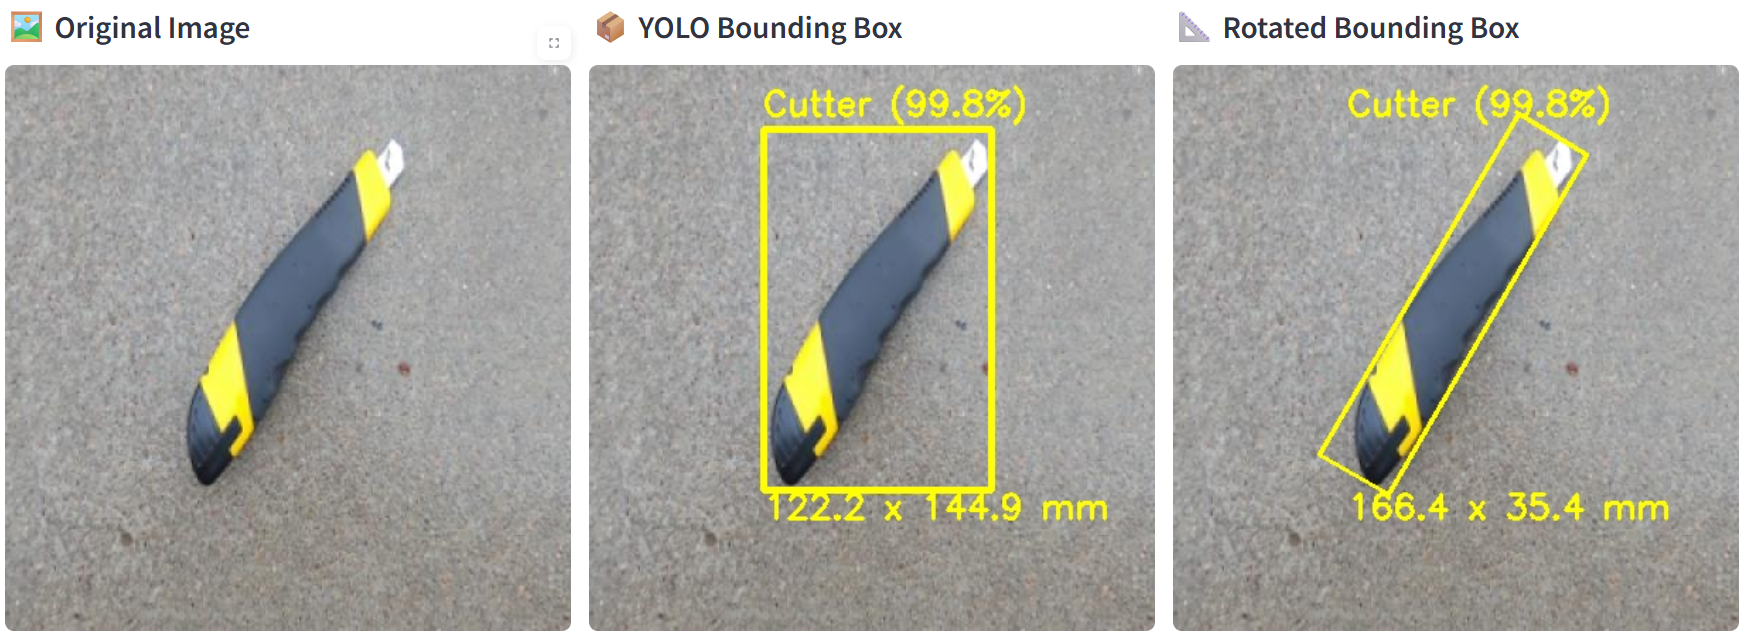 Original Image
YOLO Bounding Box
Rotated Bounding Box
Cutter (99.8%)
122.2 x 144.9 mm
Cutter (99.8%)
166.4 x 35.4 mm